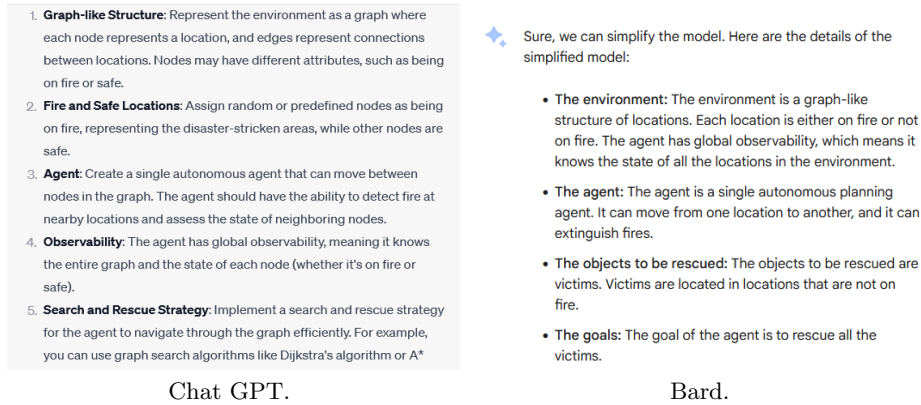 1. Graph-like Structure: Represent the environment as a graph where
each node represents a location, and edges represent connections
between locations. Nodes may have different attributes, such as being
on fire or safe.
2. Fire and Safe Locations: Assign random or predefined nodes as being
on fire, representing the disaster-stricken areas, while other nodes are
safe.
3. Agent: Create a single autonomous agent that can move between
nodes in the graph. The agent should have the ability to detect fire at
nearby locations and assess the state of neighboring nodes.
4. Observability: The agent has global observability, meaning it knows
the entire graph and the state of each node (whether it's on fire or
safe).
5. Search and Rescue Strategy: Implement a search and rescue strategy
for the agent to navigate through the graph efficiently. For example,
you can use graph search algorithms like Dijkstra's algorithm or A*
Chat GPT.
Sure, we can simplify the model. Here are the details of the
simplified model:
• The environment: The environment is a graph-like
structure of locations. Each location is either on fire or not
on fire. The agent has global observability, which means it
knows the state of all the locations in the environment.
• The agent: The agent is a single autonomous planning
agent. It can move from one location to another, and it can
extinguish fires.
• The objects to be rescued: The objects to be rescued are
victims. Victims are located in locations that are not on
fire.
• The goals: The goal of the agent is to rescue all the
victims.
Bard.